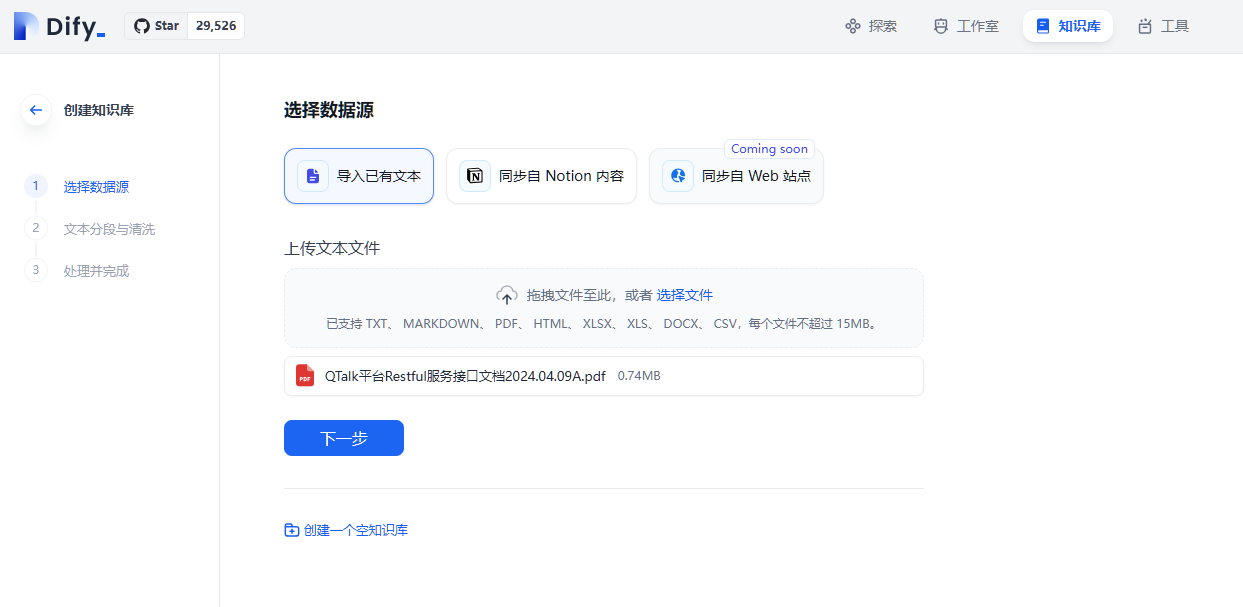 Dify_
Star 29,526
探索
工作室
知识库
工具
创建知识库
1 选择数据源
2 文本分段与清洗
3 处理并完成
选择数据源
导入已有文本
同步自 Notion 内容
Coming soon
同步自 Web 站点
上传文本文件
拖拽文件至此，或者 选择文件
已支持 TXT、 MARKDOWN、 PDF、 HTML、 XLSX、 XLS、 DOCX、 CSV，每个文件不超过 15MB。
PDF QTalk平台Restful服务接口文档2024.04.09A.pdf 0.74MB
下一步
创建一个空知识库